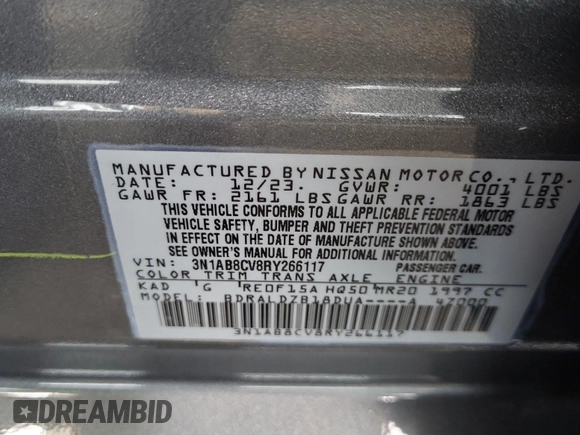 MANUFACTURED BY NISSAN MOTOR CO., LTD.
DATE: 12/23. GVWR: 4001 LBS
GAWR FR: 2161 LBS GAWR RR: 1863 LBS
THIS VEHICLE CONFORMS TO ALL APPLICABLE FEDERAL MOTOR
VEHICLE SAFETY, BUMPER AND THEFT PREVENTION STANDARDS
IN EFFECT ON THE DATE OF MANUFACTURE SHOWN ABOVE.
SEE OWNER'S MANUAL FOR ADDITIONAL INFORMATION.
VIN: 3N1AB8CV8RY266117 PASSENGER CAR.
COLOR TRIM TRANS AXLE ENGINE
KAD G RE0F15A HQ50 MR20 1997 CC
MODEL: BDRALDZB18DUA----A 47000
3N1AB8CV8RY266117
DREAMBID